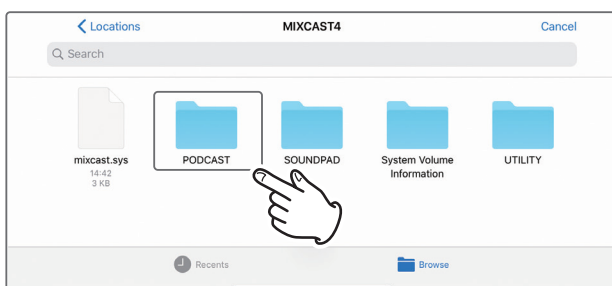 Locations
MIXCAST4
Cancel
Search
mixcast.sys
14:42
3 KB
PODCAST
SOUNDPAD
System Volume
Information
UTILITY
Recents
Browse